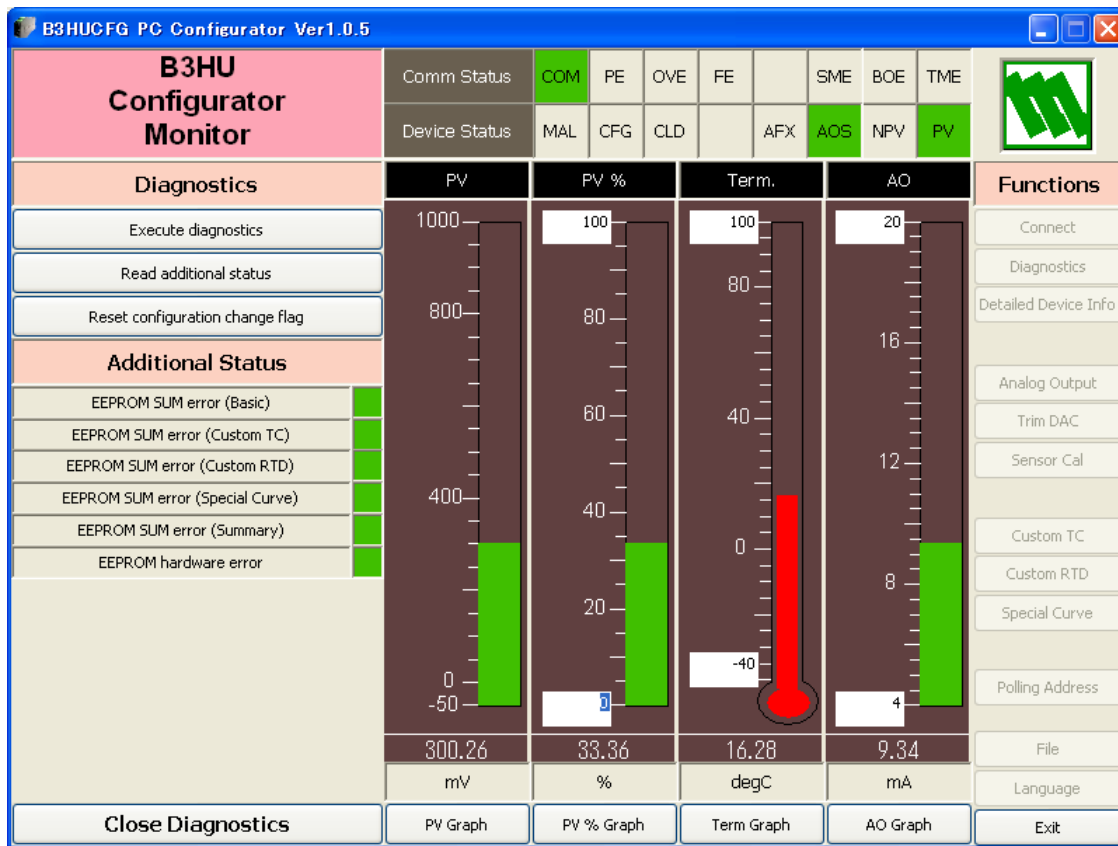 B3HUCFG PC Configurator Ver1.0.5
B3HU
Configurator
Monitor
Comm Status
COM
PE
OVE
FE
SME
BOE
TME
Device Status
MAL
CFG
CLD
AFX
AOS
NPV
PV
Diagnostics
Execute diagnostics
Read additional status
Reset configuration change flag
Additional Status
EEPROM SUM error (Basic)
EEPROM SUM error (Custom TC)
EEPROM SUM error (Custom RTD)
EEPROM SUM error (Special Curve)
EEPROM SUM error (Summary)
EEPROM hardware error
Close Diagnostics
PV
1000
800
400
0
-50
300.26
mV
PV Graph
PV %
100
80
60
40
20
0
33.36
%
PV % Graph
Term.
100
80
40
0
-40
16.28
degC
Term Graph
AO
20
16
12
8
4
9.34
mA
AO Graph
Functions
Connect
Diagnostics
Detailed Device Info
Analog Output
Trim DAC
Sensor Cal
Custom TC
Custom RTD
Special Curve
Polling Address
File
Language
Exit